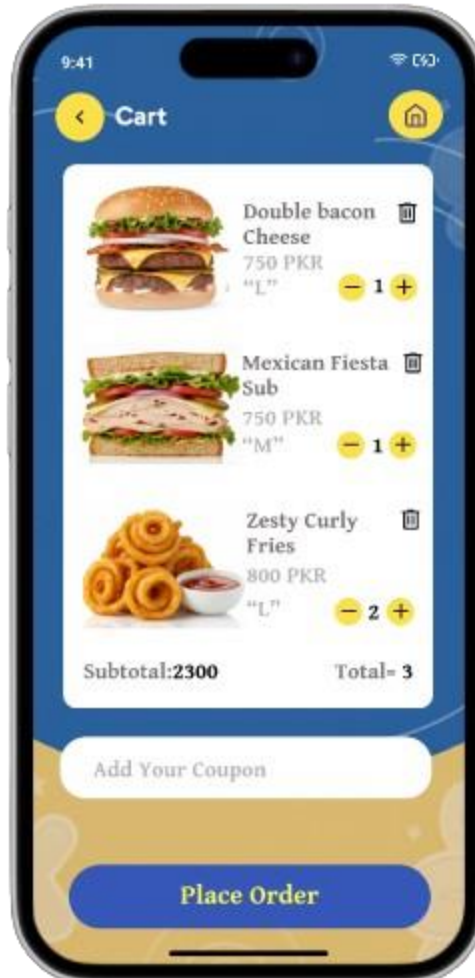 9:41
Cart
Double bacon
Cheese
750 PKR
“L”
1
Mexican Fiesta
Sub
750 PKR
“M”
1
Zesty Curly
Fries
800 PKR
“L”
2
Subtotal:2300 Total= 3
Add Your Coupon
Place Order